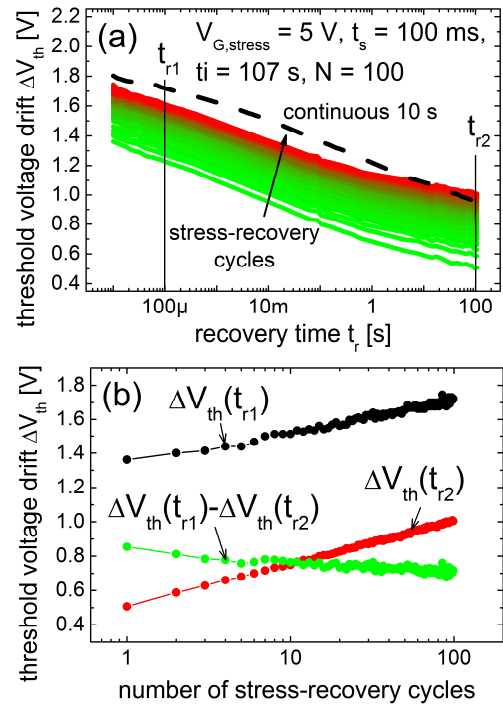 (a)
V_G,stress = 5 V, t_s = 100 ms,
ti = 107 s, N = 100
t_r1
continuous 10 s
t_r2
stress-recovery
cycles
threshold voltage drift ΔV_th [V]
2.2
2.0
1.8
1.6
1.4
1.2
1.0
0.8
0.6
0.4
100µ 10m 1 100
recovery time t_r [s]
(b)
ΔV_th(t_r1)
ΔV_th(t_r2)
ΔV_th(t_r1)-ΔV_th(t_r2)
threshold voltage drift ΔV_th [V]
1.8
1.4
1.0
0.8
0.6
0.4
1 10 100
number of stress-recovery cycles